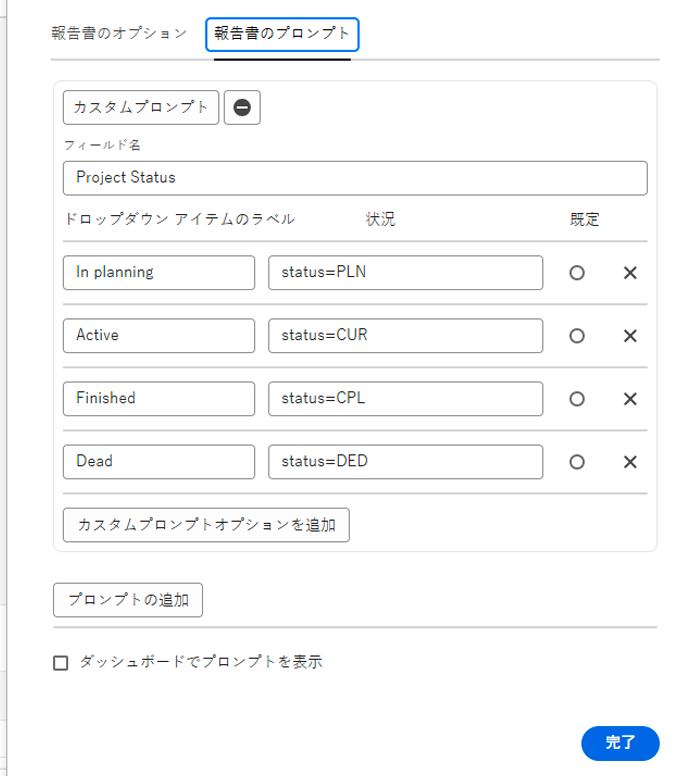 報告書のオプション 報告書のプロンプト
カスタムプロンプト
フィールド名
Project Status
ドロップダウン アイテムのラベル 状況 既定
In planning status=PLN
Active status=CUR
Finished status=CPL
Dead status=DED
カスタムプロンプトオプションを追加
プロンプトの追加
ダッシュボードでプロンプトを表示
完了